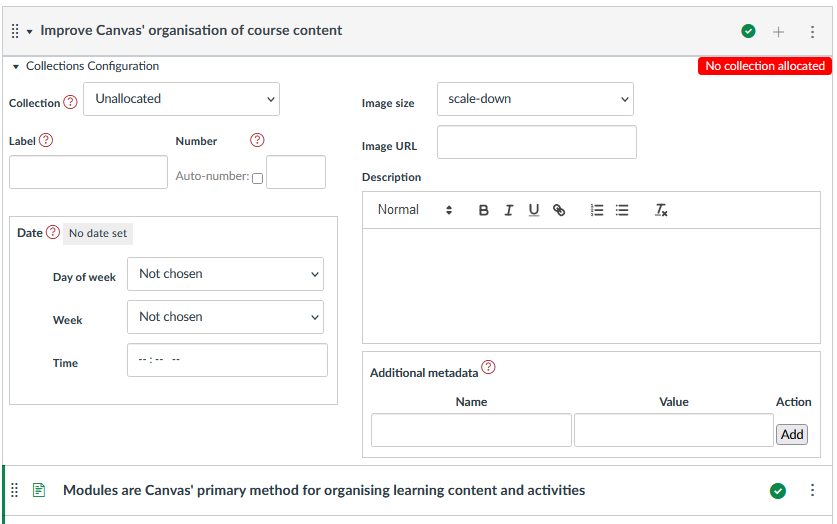 Improve Canvas' organisation of course content
Collections Configuration
No collection allocated
Collection ? Unallocated
Label ?
Number ?
Auto-number:
Date ? No date set
Day of week Not chosen
Week Not chosen
Time --:-- --
Image size scale-down
Image URL
Description
Normal B I U Tx
Additional metadata ?
Name Value Action
Add
Modules are Canvas' primary method for organising learning content and activities